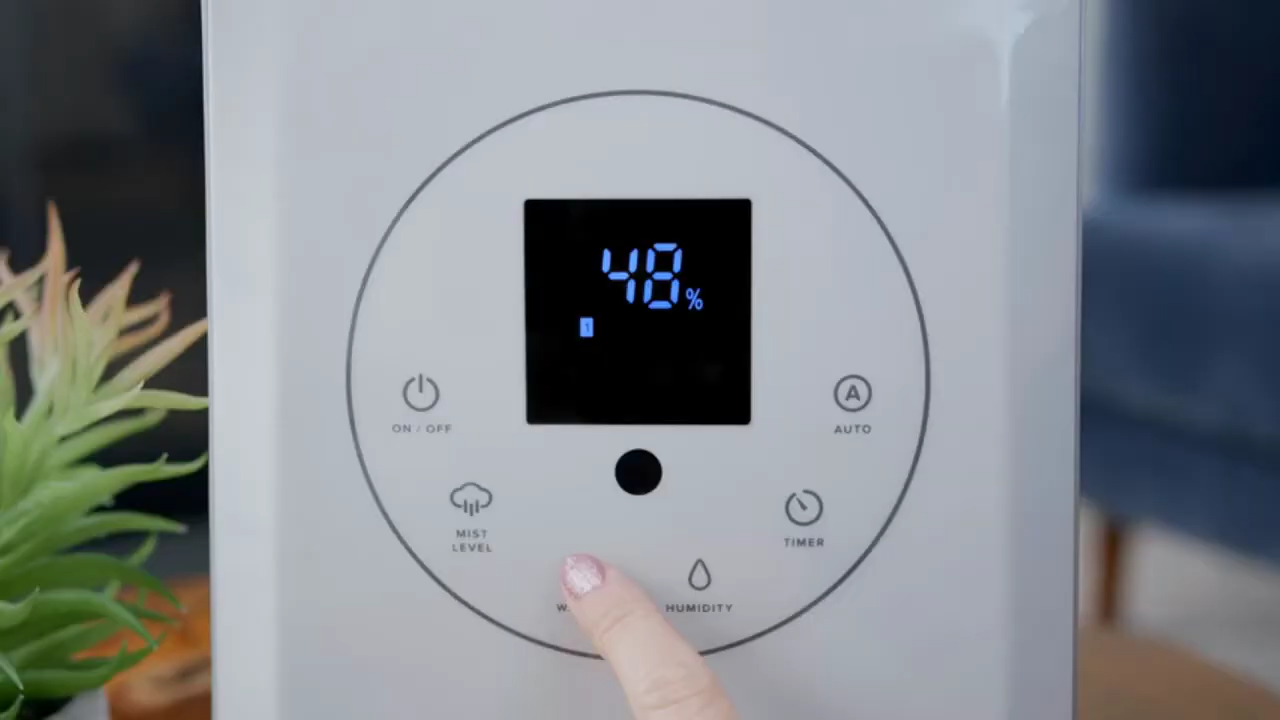 48%
1
ON / OFF
A
AUTO
MIST
LEVEL
TIMER
HUMIDITY